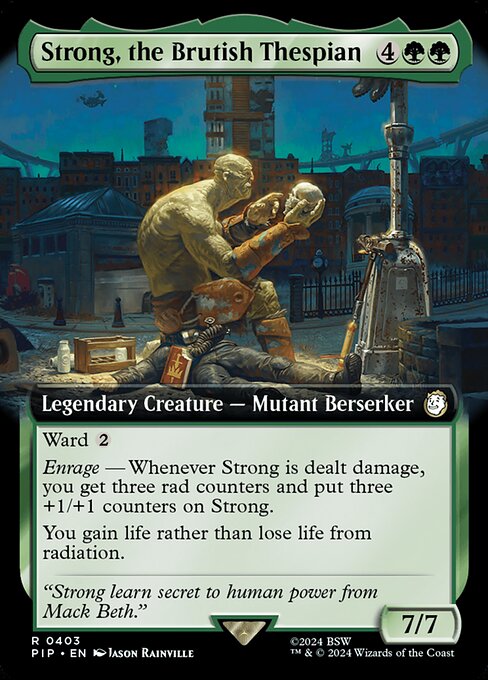 Strong, the Brutish Thespian 4
Legendary Creature — Mutant Berserker
Ward 2
Enrage — Whenever Strong is dealt damage,
you get three rad counters and put three
+1/+1 counters on Strong.
You gain life rather than lose life from
radiation.
“Strong learn secret to human power from
Mack Beth.”
7/7
R 0403
PIP • EN Jason Rainville
©2024 BSW
™ & © 2024 Wizards of the Coast